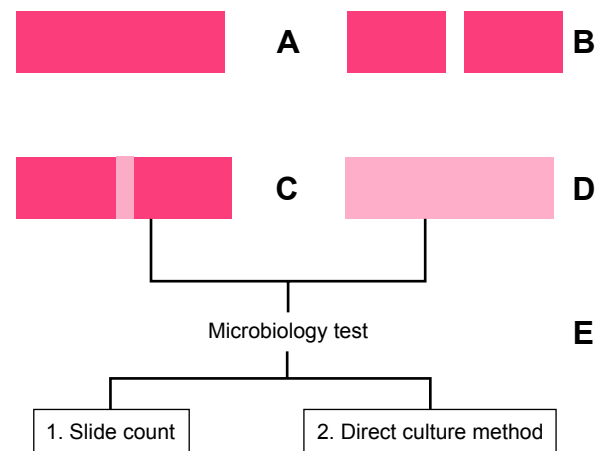 A
B
C
D
Microbiology test
E
1. Slide count
2. Direct culture method